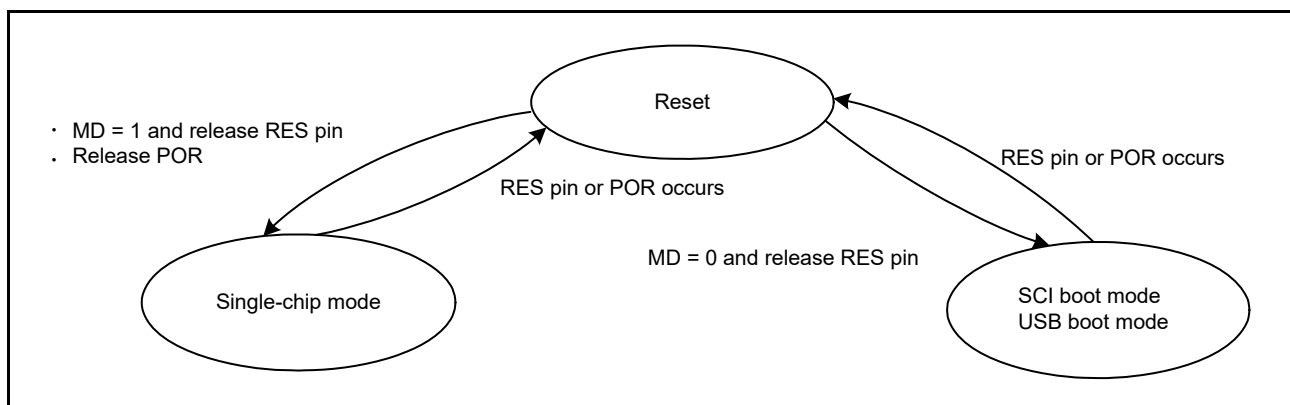 Reset
· MD = 1 and release RES pin
· Release POR
RES pin or POR occurs
RES pin or POR occurs
MD = 0 and release RES pin
Single-chip mode
SCI boot mode
USB boot mode